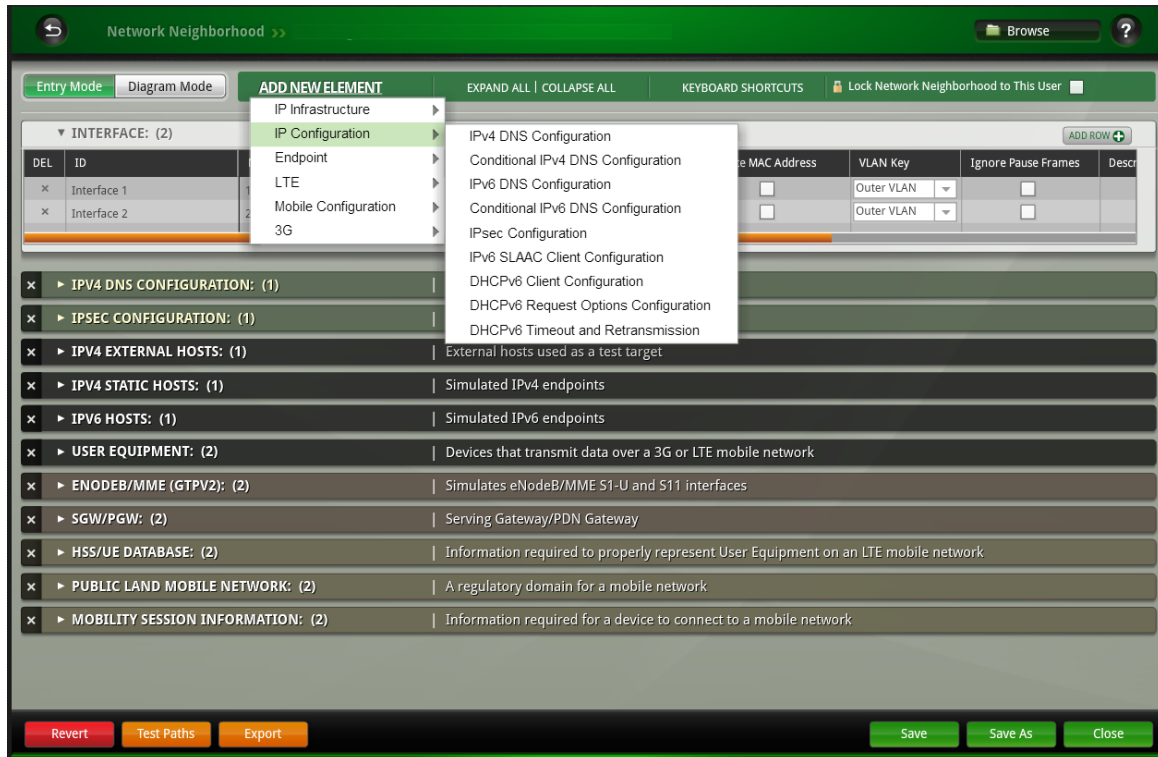 Network Neighborhood >>
Browse
?
Entry Mode
Diagram Mode
ADD NEW ELEMENT
EXPAND ALL | COLLAPSE ALL
KEYBOARD SHORTCUTS
Lock Network Neighborhood to This User
IP Infrastructure
IP Configuration
Endpoint
LTE
Mobile Configuration
3G
IPv4 DNS Configuration
Conditional IPv4 DNS Configuration
IPv6 DNS Configuration
Conditional IPv6 DNS Configuration
IPsec Configuration
IPv6 SLAAC Client Configuration
DHCPv6 Client Configuration
DHCPv6 Request Options Configuration
DHCPv6 Timeout and Retransmission
INTERFACE: (2)
ADD ROW
DEL ID MAC Address VLAN Key Ignore Pause Frames
Interface 1 1 Outer VLAN
Interface 2 2 Outer VLAN
IPV4 DNS CONFIGURATION: (1) |
IPSEC CONFIGURATION: (1) |
IPV4 EXTERNAL HOSTS: (1) | External hosts used as a test target
IPV4 STATIC HOSTS: (1) | Simulated IPv4 endpoints
IPV6 HOSTS: (1) | Simulated IPv6 endpoints
USER EQUIPMENT: (2) | Devices that transmit data over a 3G or LTE mobile network
ENODEB/MME (GTPV2): (2) | Simulates eNodeB/MME S1-U and S11 interfaces
SGW/PGW: (2) | Serving Gateway/PDN Gateway
HSS/UE DATABASE: (2) | Information required to properly represent User Equipment on an LTE mobile network
PUBLIC LAND MOBILE NETWORK: (2) | A regulatory domain for a mobile network
MOBILITY SESSION INFORMATION: (2) | Information required for a device to connect to a mobile network
Revert
Test Paths
Export
Save
Save As
Close